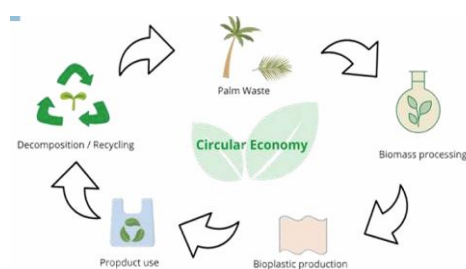 Palm Waste
Decomposition / Recycling
Circular Economy
Biomass processing
Propduct use
Bioplastic production